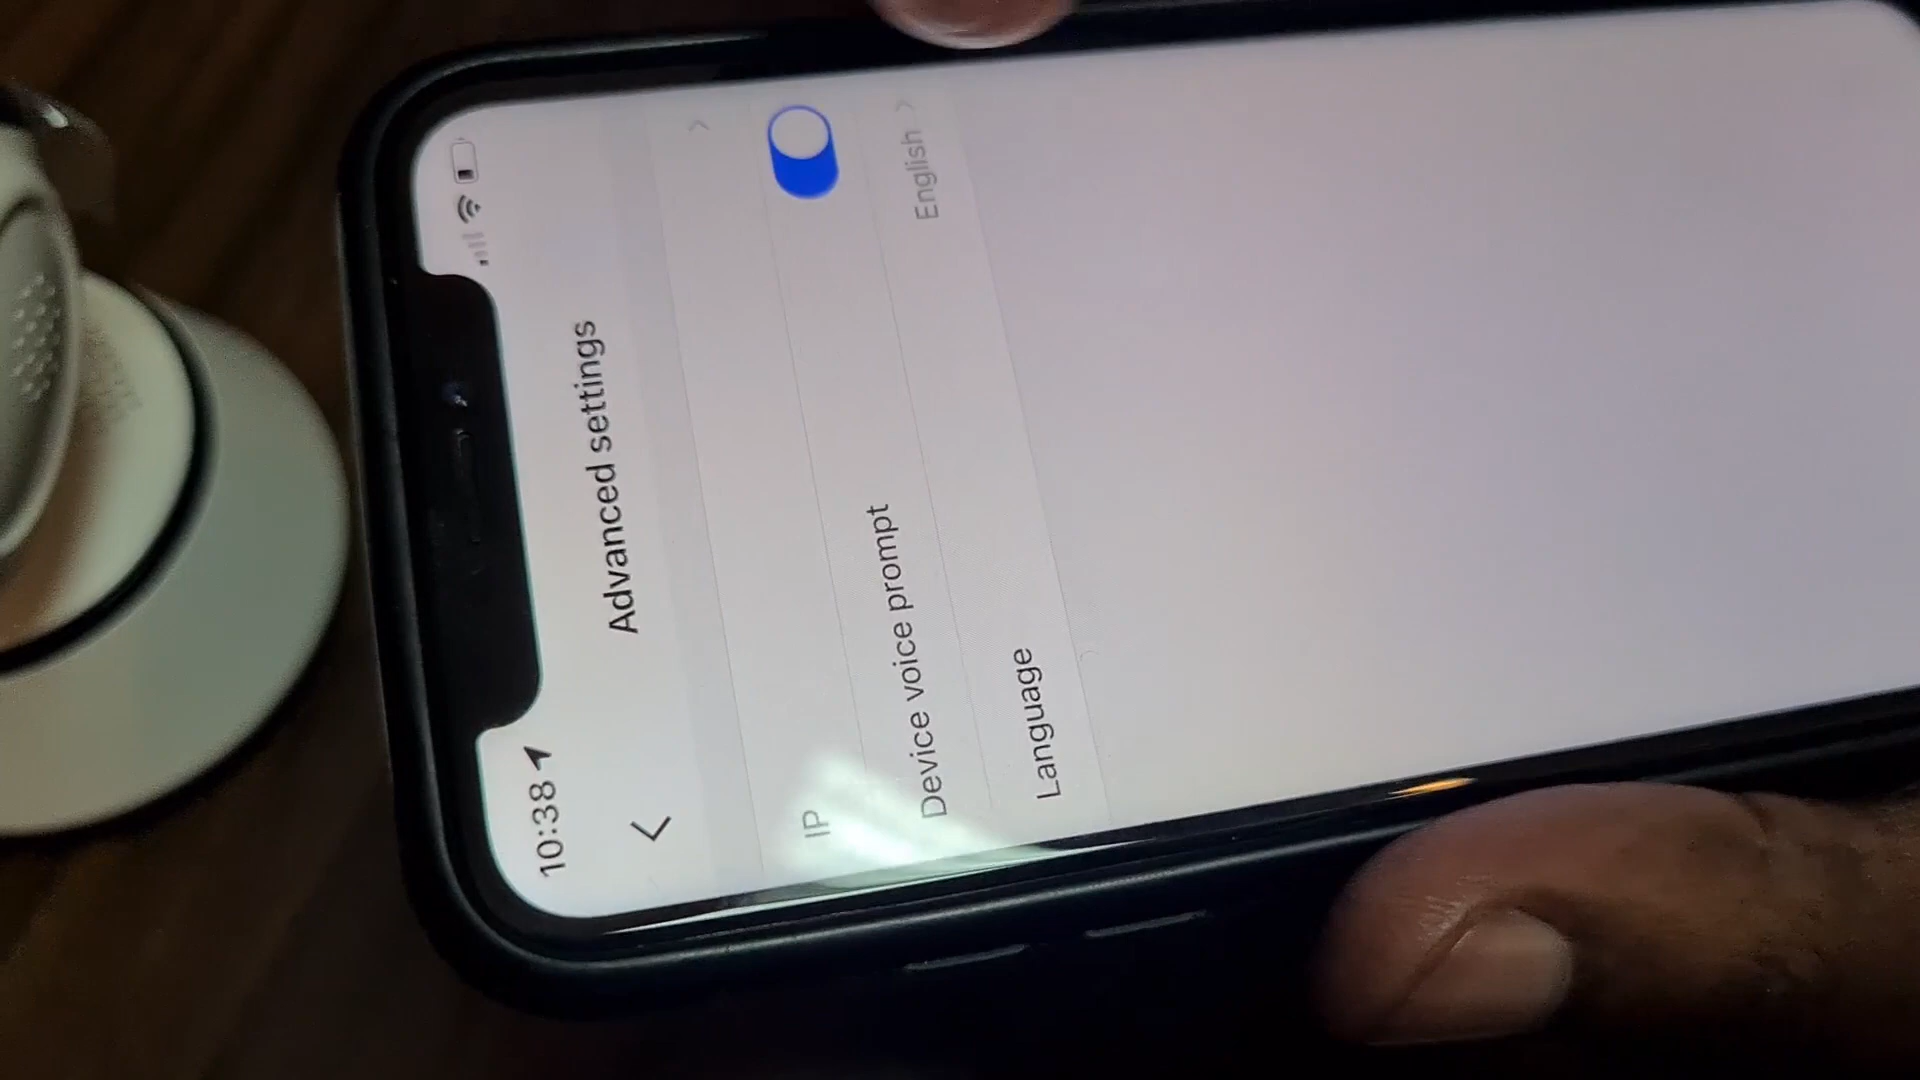 10:38
Advanced settings
IP
Device voice prompt
Language English